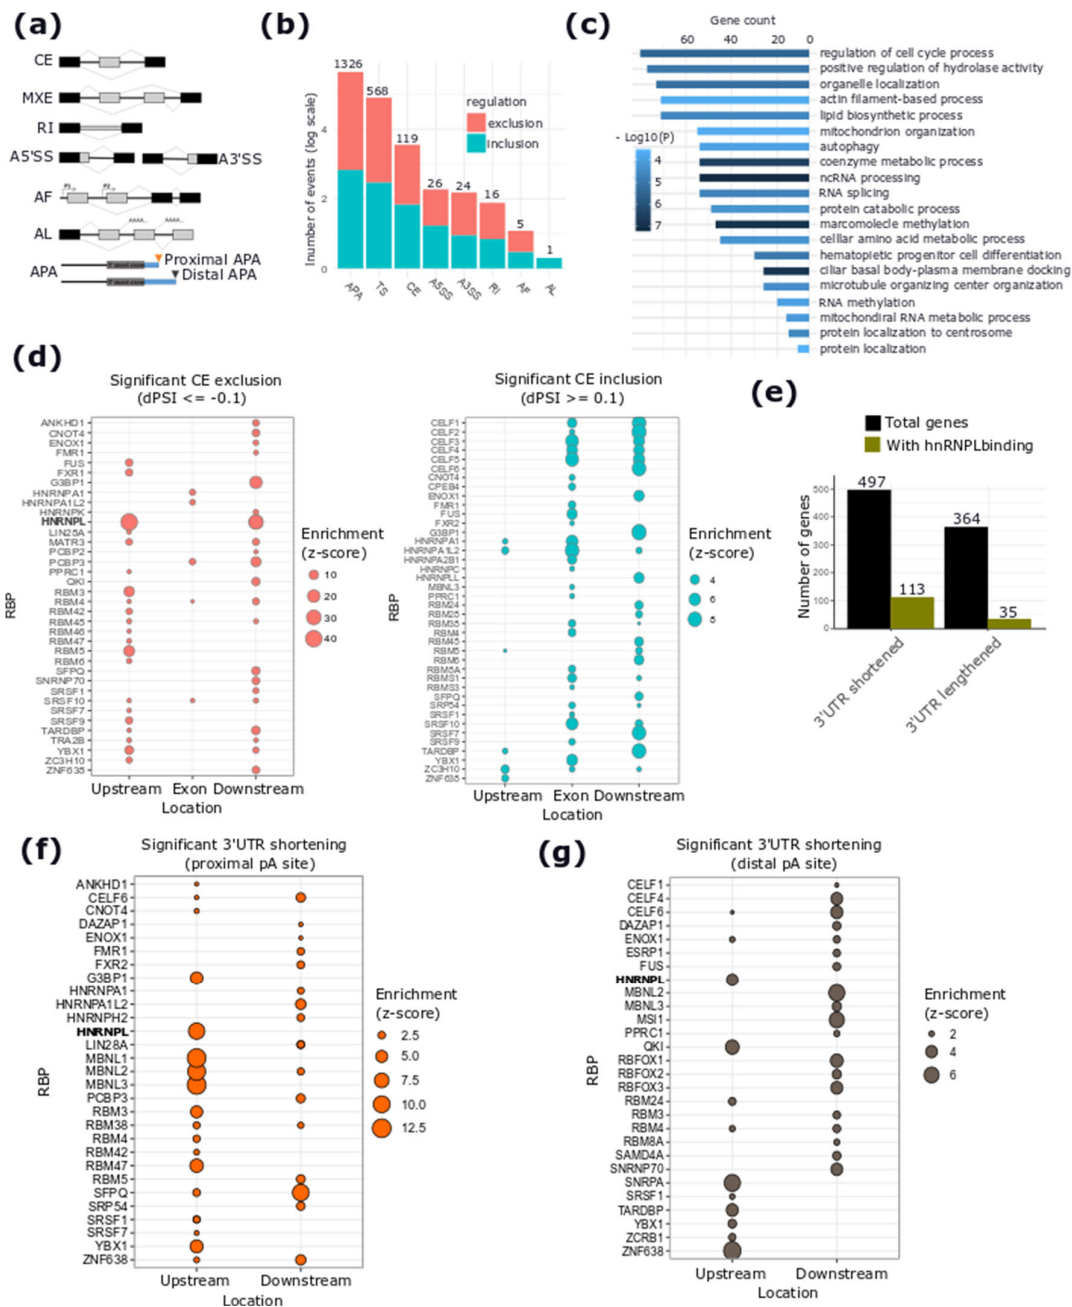 (a)
CE
MXE
RI
A5'SS
A3'SS
P1
P2
AF
AAAA..
AAAA..
AL
Proximal APA
APA
Distal APA
(b)
1326
568
119
26
24
16
5
1
regulation
exclusion
inclusion
4
2
0
APA
TS
CE
A5SS
A3SS
RI
AF
AL
(c)
Gene count
60 40 20 0
regulation of cell cycle process
positive regulation of hydrolase activity
organelle localization
actin filament-based process
lipid biosynthetic process
mitochondrion organization
autophagy
coenzyme metabolic process
ncRNA processing
RNA splicing
protein catabolic process
marcomolecle methylation
celllar amino acid metabolic process
hematopietic progenitor cell differentiation
ciliar basal body-plasma membrane docking
microtubule organizing center organization
RNA methylation
mitochondiral RNA metabolic process
protein localization to centrosome
protein localization
- Log10(P)
4
5
6
7
(d)
Significant CE exclusion
(dPSI <= -0.1)
ANKHD1
CNOT4
ENOX1
FMR1
FUS
FXR1
G3BP1
HNRNPA1
HNRNPA1L2
HNRNPK
HNRNPL
LIN28A
MATR3
PCBP2
PCBP3
PPRC1
QKI
RBM3
RBM4
RBM42
RBM45
RBM46
RBM47
RBM5
RBM6
SFPQ
SNRNP70
SRSF1
SRSF10
SRSF7
SRSF9
TARDBP
TRA2B
YBX1
ZC3H10
ZNF638
RBP
Upstream Exon Downstream
Location
Enrichment
(z-score)
10
20
30
40
Significant CE inclusion
(dPSI >= 0.1)
CELF1
CELF2
CELF3
CELF4
CELF5
CELF6
CNOT4
CPEB4
ENOX1
FMR1
FUS
FXR2
G3BP1
HNRNPA1
HNRNPA1L2
HNRNPA2B1
HNRNPC
HNRNPLL
MBNL3
PPRC1
RBM24
RBM25
RBM4
RBM45
RBM5
RBM6
RBMS1
RBMS3
SFPQ
SRP54
SRSF1
SRSF10
SRSF7
SRSF9
TARDBP
YBX1
ZC3H10
ZNF638
RBP
Upstream Exon Downstream
Location
Enrichment
(z-score)
4
6
8
(e)
Total genes
With hnRNPLbinding
Number of genes
500
400
300
200
100
0
497
113
364
35
3'UTR shortened
3'UTR lengthened
(f)
Significant 3'UTR shortening
(proximal pA site)
ANKHD1
CELF6
CNOT4
DAZAP1
ENOX1
FMR1
FXR2
G3BP1
HNRNPA1
HNRNPA1L2
HNRNPH2
HNRNPL
LIN28A
MBNL1
MBNL2
MBNL3
PCBP3
RBM3
RBM38
RBM4
RBM42
RBM47
RBM5
SFPQ
SRP54
SRSF1
SRSF7
YBX1
ZNF638
RBP
Upstream Downstream
Location
Enrichment
(z-score)
2.5
5.0
7.5
10.0
12.5
(g)
Significant 3'UTR shortening
(distal pA site)
CELF1
CELF4
CELF6
DAZAP1
ENOX1
ESRP1
FUS
HNRNPL
MBNL2
MBNL3
MSI1
PPRC1
QKI
RBFOX1
RBFOX2
RBFOX3
RBM24
RBM3
RBM4
RBM8A
SAMD4A
SNRNP70
SNRPA
SRSF1
TARDBP
YBX1
ZCRB1
ZNF638
RBP
Upstream Downstream
Location
Enrichment
(z-score)
2
4
6